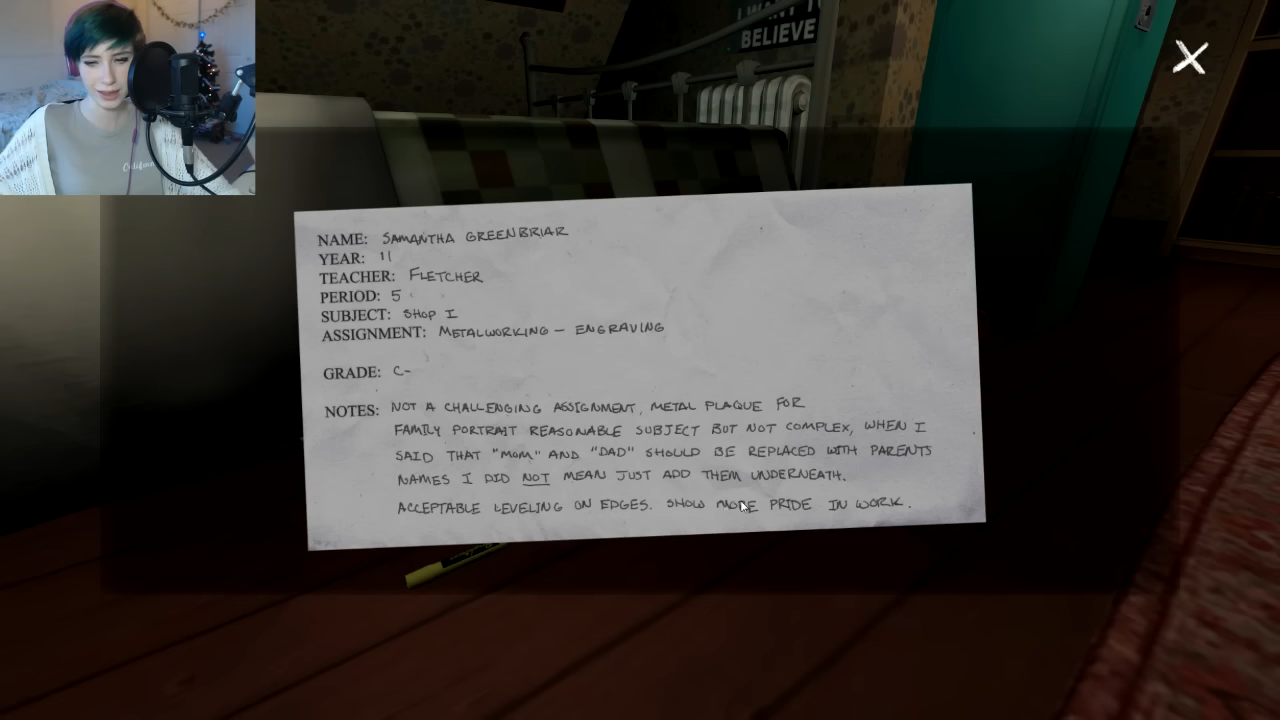 I WANT TO
BELIEVE
Califor
NAME: SAMANTHA GREENBRIAR
YEAR: 11
TEACHER: FLETCHER
PERIOD: 5
SUBJECT: SHOP I
ASSIGNMENT: METALWORKING - ENGRAVING
GRADE: C-
NOTES: NOT A CHALLENGING ASSIGNMENT, METAL PLAQUE FOR
FAMILY PORTRAIT REASONABLE SUBJECT BUT NOT COMPLEX, WHEN I
SAID THAT "MOM" AND "DAD" SHOULD BE REPLACED WITH PARENTS
NAMES I DID NOT MEAN JUST ADD THEM UNDERNEATH.
ACCEPTABLE LEVELING ON EDGES. SHOW MORE PRIDE IN WORK.